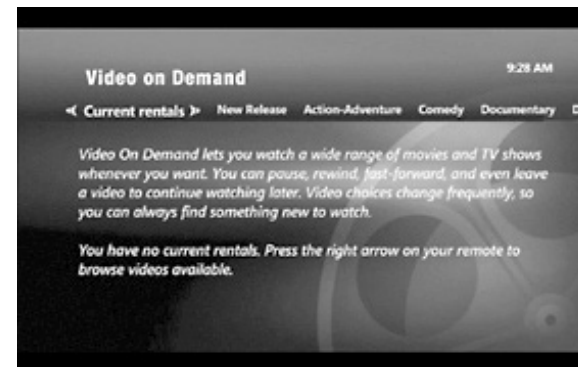 9:28 AM
Video on Demand
Current rentals New Release Action-Adventure Comedy Documentary D
Video On Demand lets you watch a wide range of movies and TV shows
whenever you want. You can pause, rewind, fast-forward, and even leave
a video to continue watching later. Video choices change frequently, so
you can always find something new to watch.
You have no current rentals. Press the right arrow on your remote to
browse videos available.